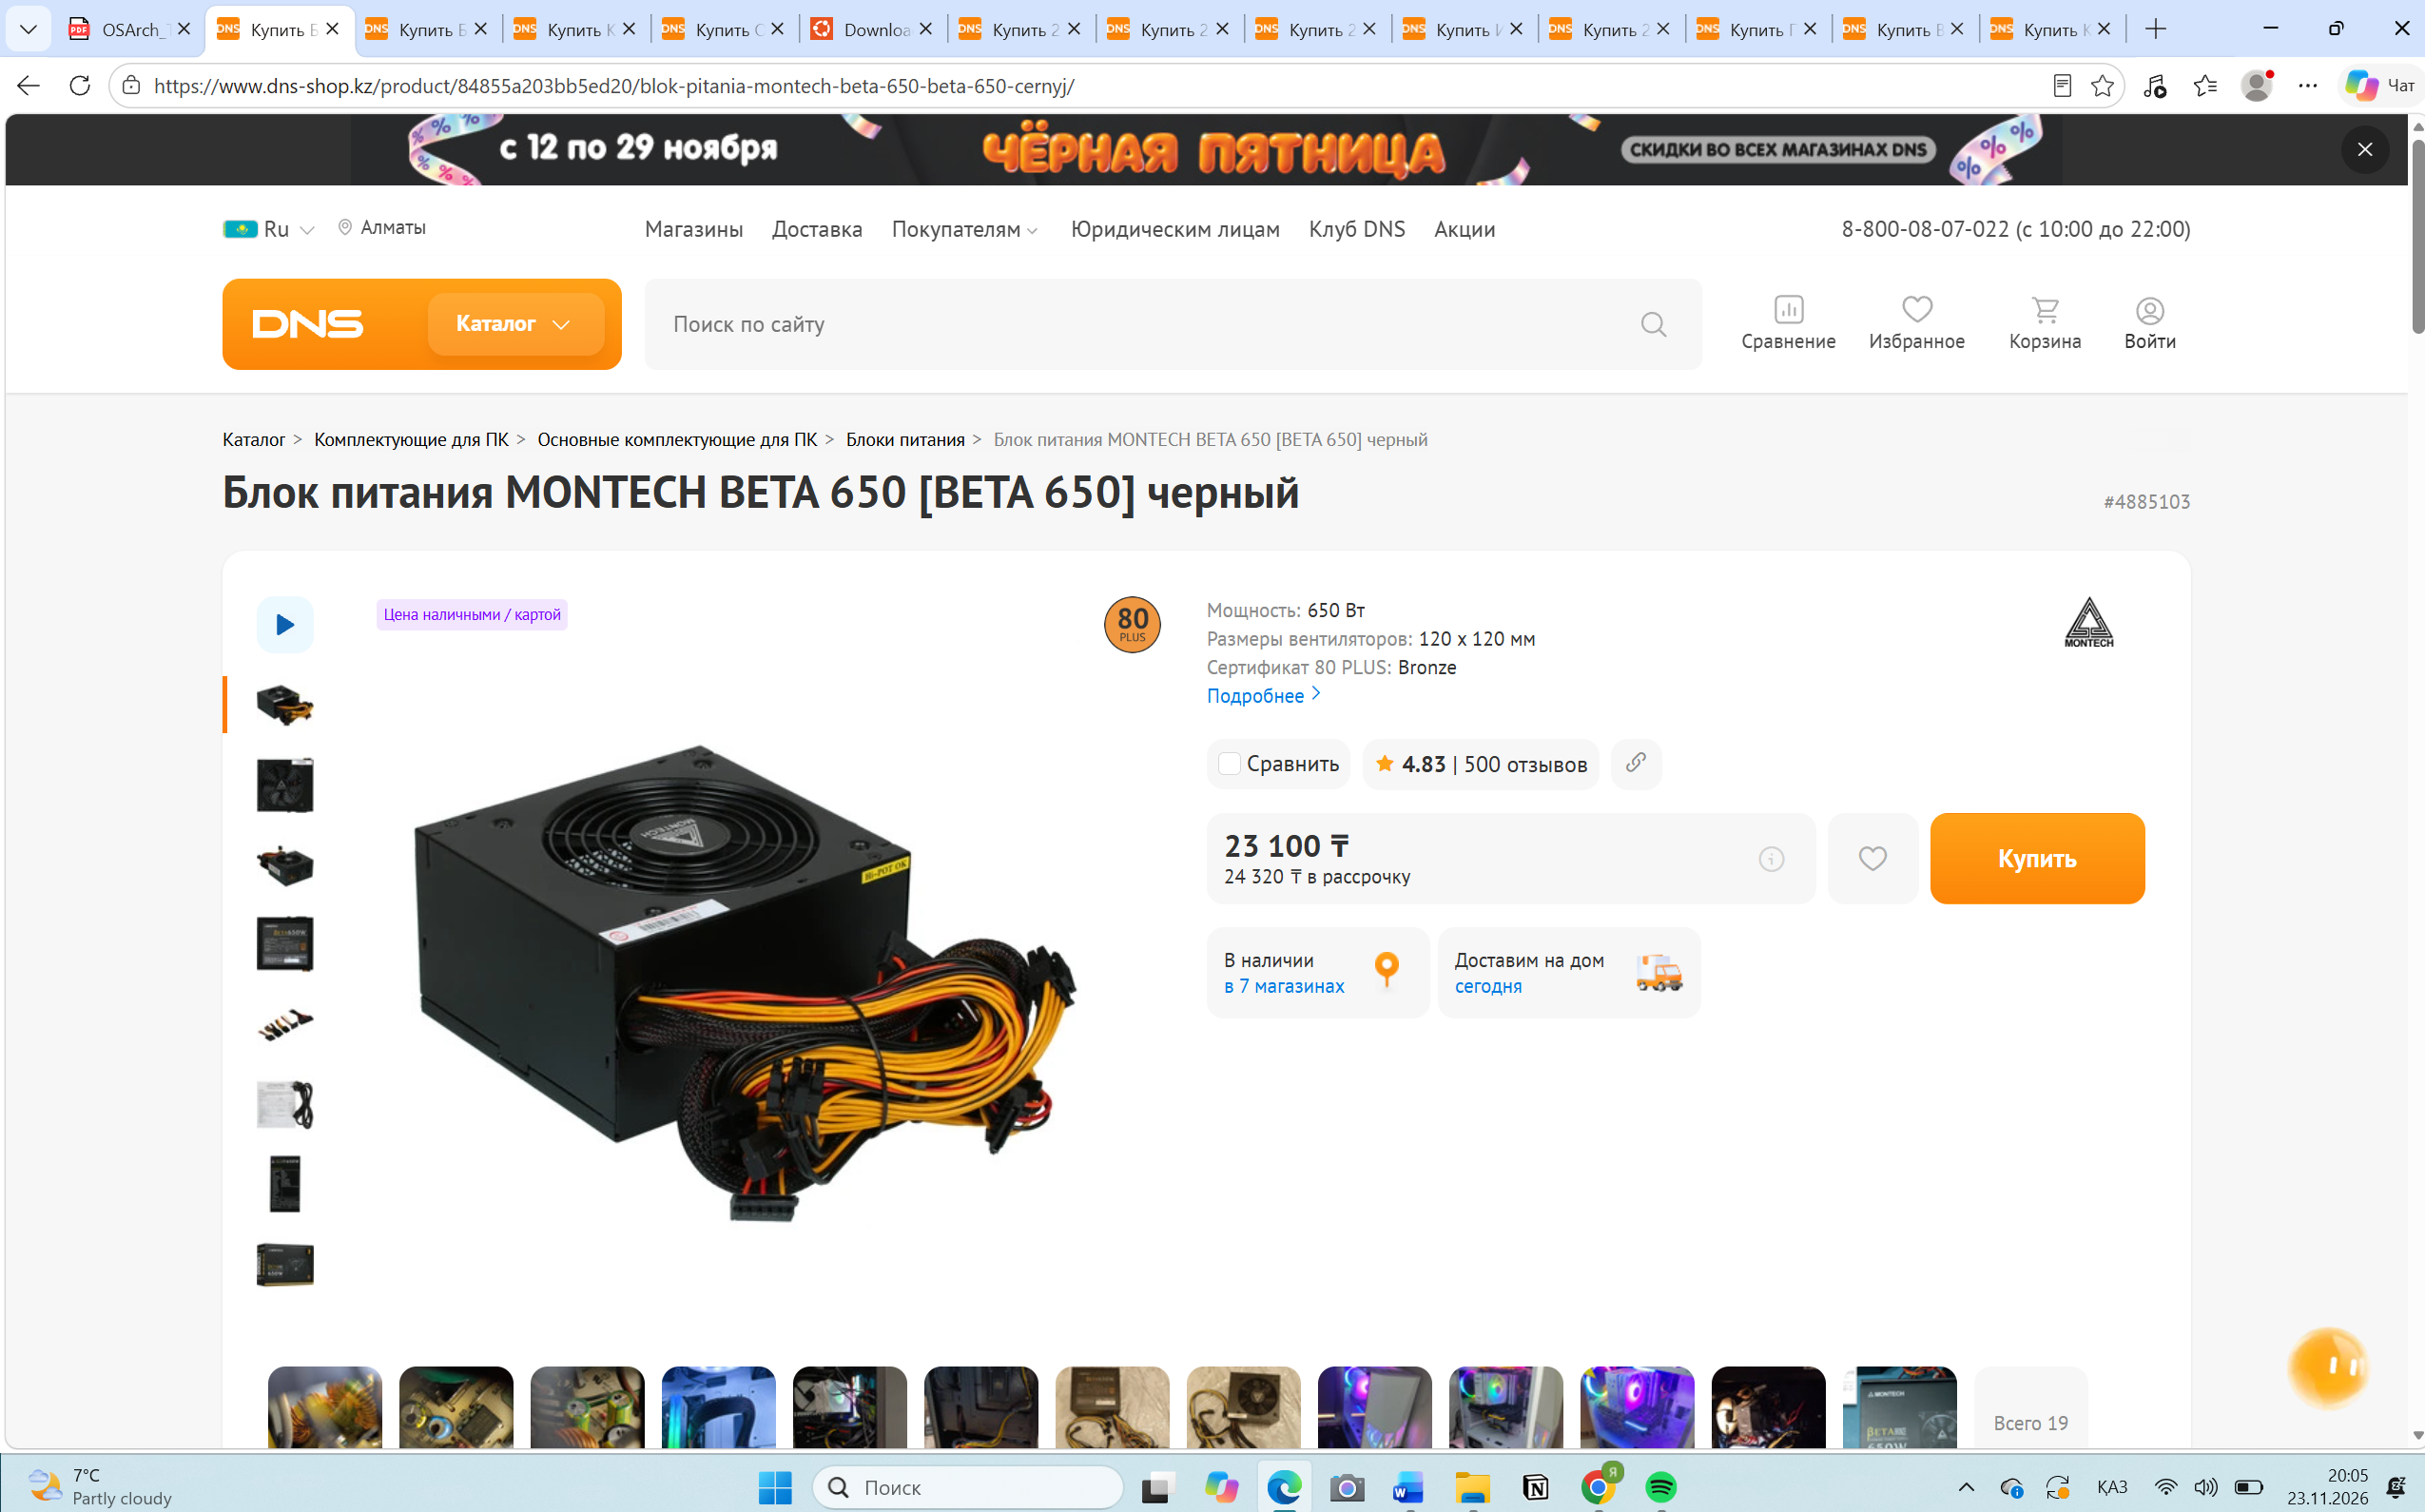 OSArch_
Купить Б
Купить Б
Купить К
Купить С
Downloa
Купить 2
Купить 2
Купить 2
Купить И
Купить 2
Купить Г
Купить В
Купить К
https://www.dns-shop.kz/product/84855a203bb5ed20/blok-pitania-montech-beta-650-beta-650-cernyj/
Чат
с 12 по 29 ноября
ЧЁРНАЯ ПЯТНИЦА
СКИДКИ ВО ВСЕХ МАГАЗИНАХ DNS
Ru
Алматы
Магазины
Доставка
Покупателям
Юридическим лицам
Клуб DNS
Акции
8-800-08-07-022 (с 10:00 до 22:00)
DNS
Каталог
Поиск по сайту
Сравнение
Избранное
Корзина
Войти
Каталог > Комплектующие для ПК > Основные комплектующие для ПК > Блоки питания > Блок питания MONTECH BETA 650 [BETA 650] черный
Блок питания MONTECH BETA 650 [BETA 650] черный
#4885103
Цена наличными / картой
80
PLUS
Мощность: 650 Вт
Размеры вентиляторов: 120 x 120 мм
Сертификат 80 PLUS: Bronze
Подробнее
MONTECH
Сравнить
4.83 | 500 отзывов
MONTECH
Hi-POT OK
23 100 ₸
24 320 ₸ в рассрочку
Купить
В наличии
в 7 магазинах
Доставим на дом
сегодня
MONTECH
650W
Всего 19
7°C
Partly cloudy
Поиск
ҚАЗ
20:05
23.11.2026